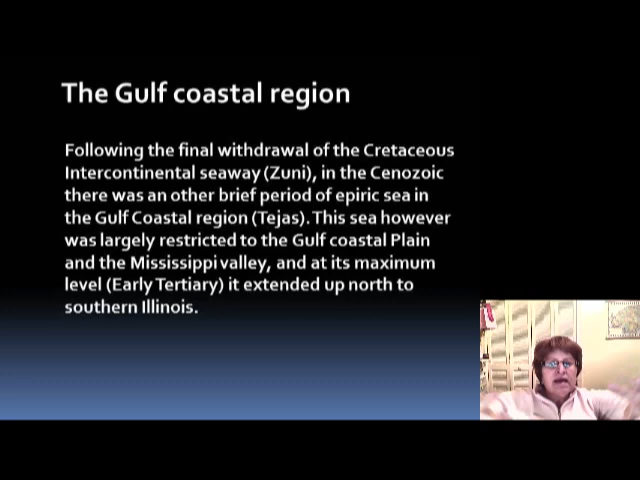 The Gulf coastal region
Following the final withdrawal of the Cretaceous
Intercontinental seaway (Zuni), in the Cenozoic
there was an other brief period of epiric sea in
the Gulf Coastal region (Tejas). This sea however
was largely restricted to the Gulf coastal Plain
and the Mississippi valley, and at its maximum
level (Early Tertiary) it extended up north to
southern Illinois.